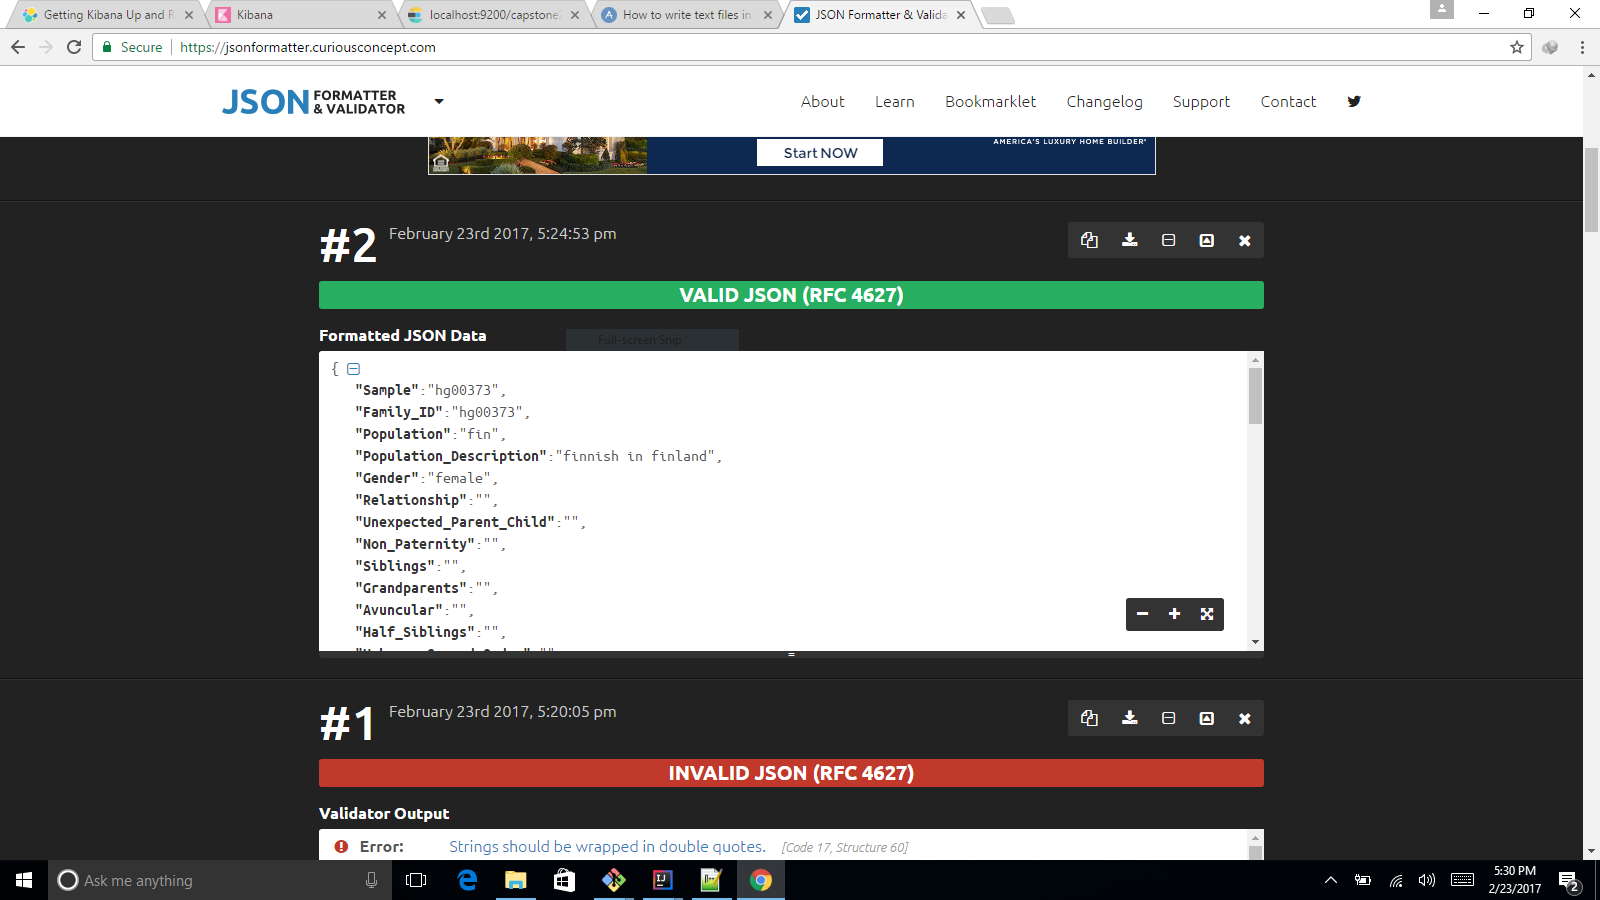 Getting Kibana Up and R
Kibana
localhost:9200/capstone
How to write text files in
JSON Formatter & Valida
Secure
https://jsonformatter.curiousconcept.com
JSON FORMATTER & VALIDATOR
About
Learn
Bookmarklet
Changelog
Support
Contact
Start NOW
AMERICA'S LUXURY HOME BUILDER*
#2
February 23rd 2017, 5:24:53 pm
VALID JSON (RFC 4627)
Formatted JSON Data
Full-screen Snip
{
"Sample":"hg00373",
"Family_ID":"hg00373",
"Population":"fin",
"Population_Description":"finnish in finland",
"Gender":"female",
"Relationship":"",
"Unexpected_Parent_Child":"",
"Non_Paternity":"",
"Siblings":"",
"Grandparents":"",
"Avuncular":"",
"Half_Siblings":"",
#1
February 23rd 2017, 5:20:05 pm
INVALID JSON (RFC 4627)
Validator Output
Error:
Strings should be wrapped in double quotes.
[Code 17, Structure 60]
Ask me anything
5:30 PM
2/23/2017
2